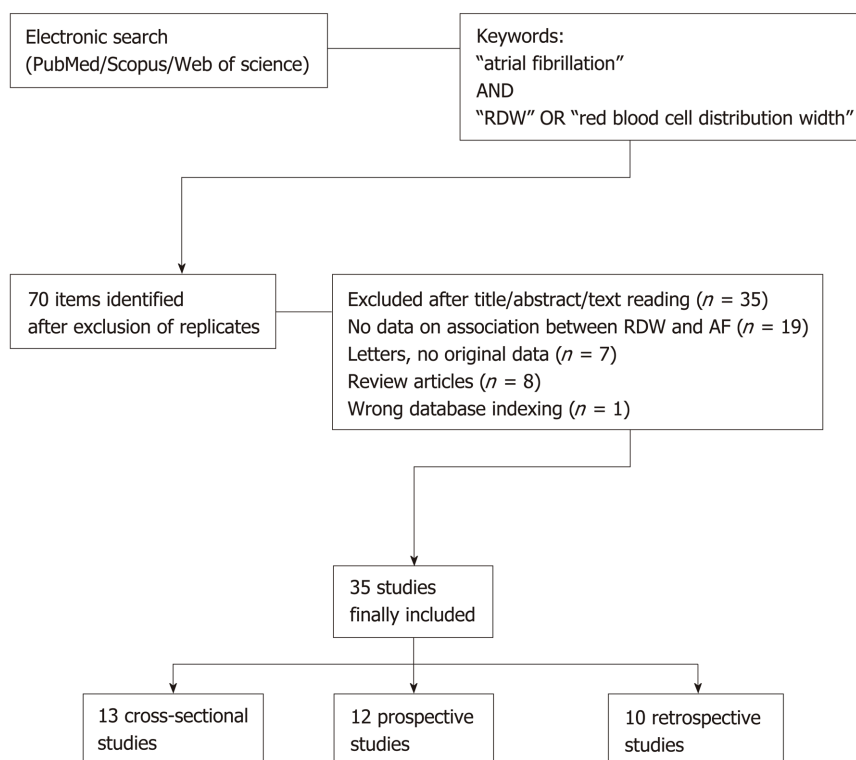 Electronic search
(PubMed/Scopus/Web of science)
Keywords:
“atrial fibrillation”
AND
“RDW” OR “red blood cell distribution width”
70 items identified
after exclusion of replicates
Excluded after title/abstract/text reading (n = 35)
No data on association between RDW and AF (n = 19)
Letters, no original data (n = 7)
Review articles (n = 8)
Wrong database indexing (n = 1)
35 studies
finally included
13 cross-sectional
studies
12 prospective
studies
10 retrospective
studies